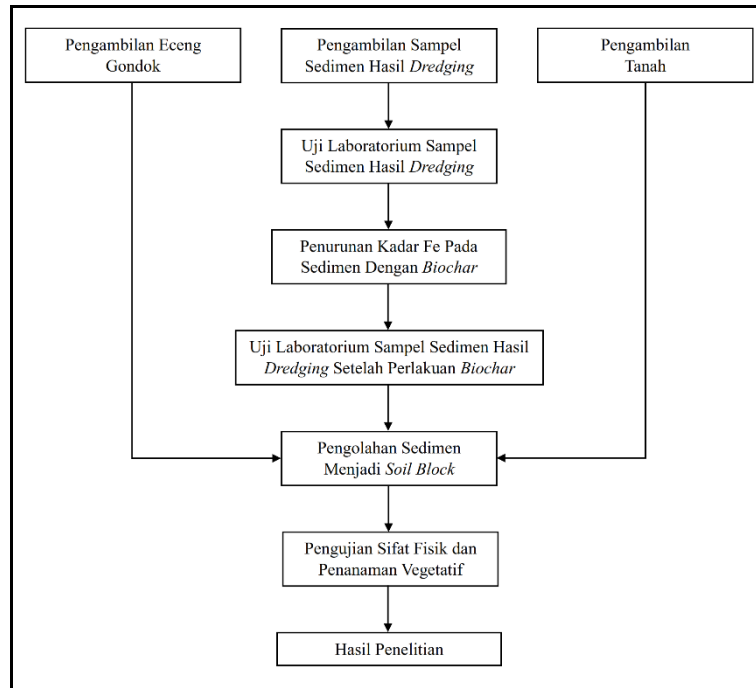 Pengambilan Eceng
Gondok
Pengambilan Sampel
Sedimen Hasil Dredging
Pengambilan
Tanah
Uji Laboratorium Sampel
Sedimen Hasil Dredging
Penurunan Kadar Fe Pada
Sedimen Dengan Biochar
Uji Laboratorium Sampel Sedimen Hasil
Dredging Setelah Perlakuan Biochar
Pengolahan Sedimen
Menjadi Soil Block
Pengujian Sifat Fisik dan
Penanaman Vegetatif
Hasil Penelitian